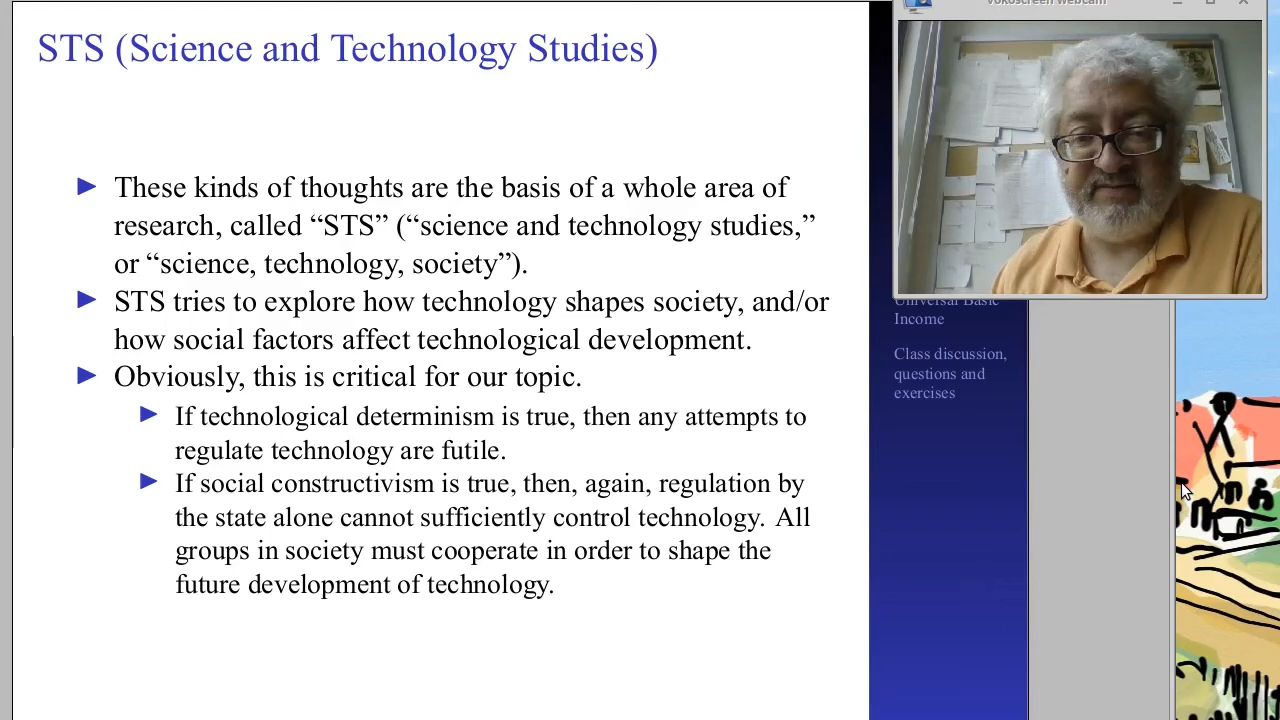 STS (Science and Technology Studies)
vokoscreen webcam
These kinds of thoughts are the basis of a whole area of
research, called “STS” (“science and technology studies,”
or “science, technology, society”).
STS tries to explore how technology shapes society, and/or
how social factors affect technological development.
Obviously, this is critical for our topic.
If technological determinism is true, then any attempts to
regulate technology are futile.
If social constructivism is true, then, again, regulation by
the state alone cannot sufficiently control technology. All
groups in society must cooperate in order to shape the
future development of technology.
Universal Basic
Income
Class discussion,
questions and
exercises